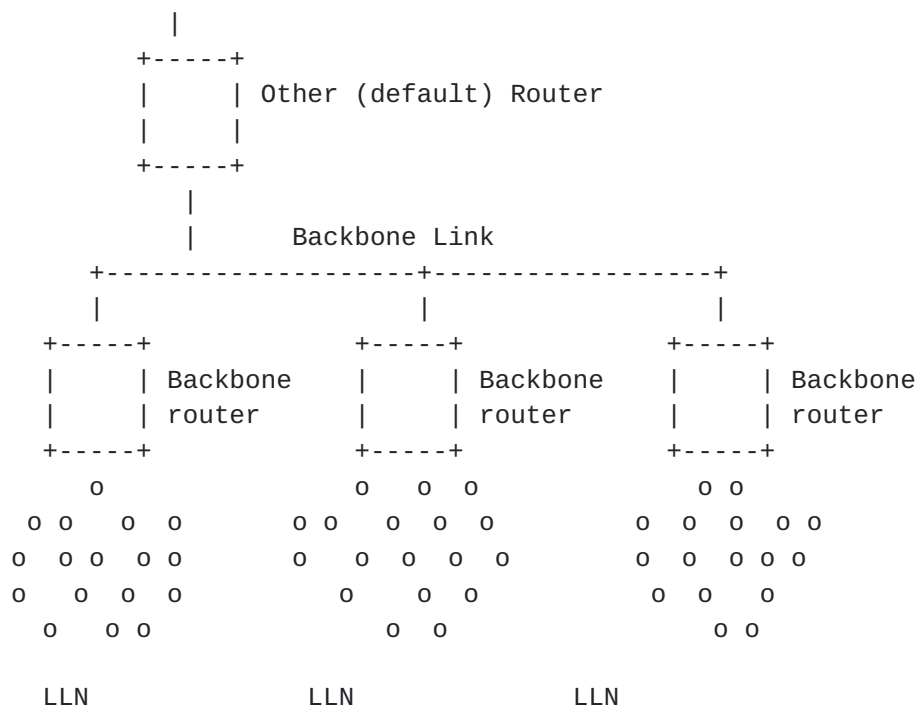 Other (default) Router
Backbone Link
Backbone Backbone Backbone
router router router
o o o o o o
o o o o o o o o o o o o o o
o o o o o o o o o o o o o o o o
o o o o o o o o o o
o o o o o o o
LLN LLN LLN